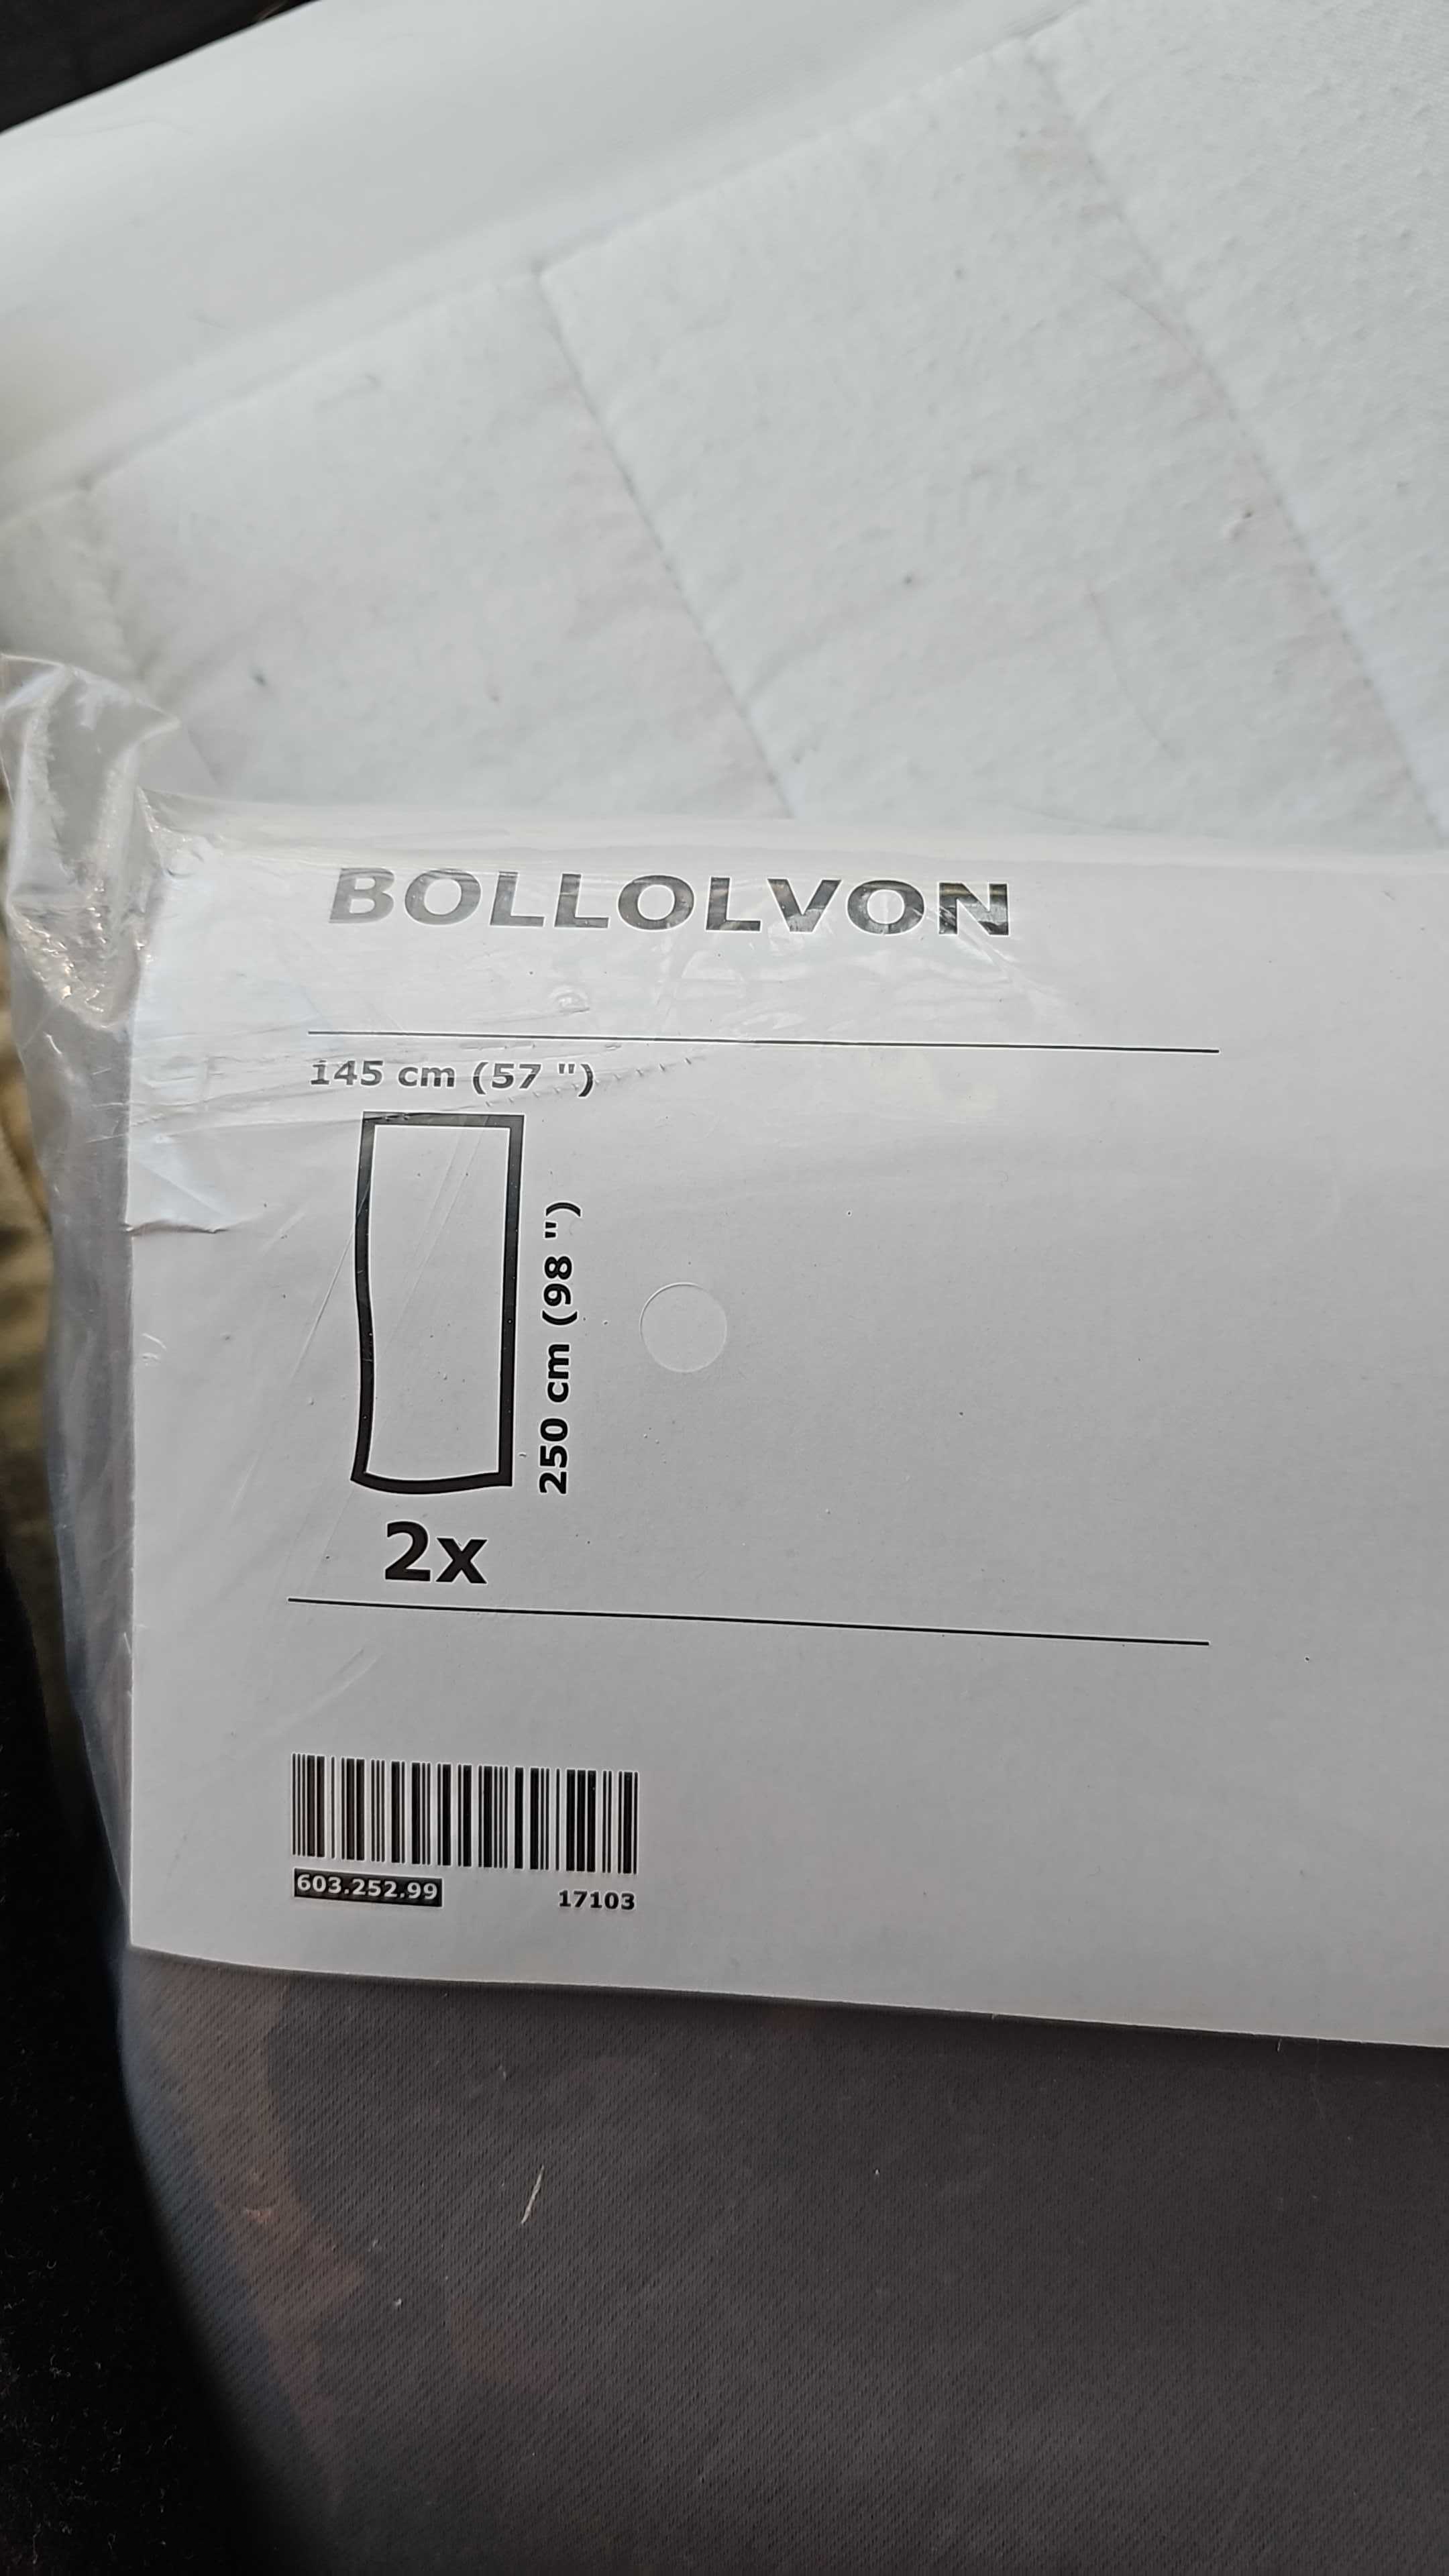 BOLLOLVON
145 cm (57 ")
250 cm (98 ")
2x
603.252.99
17103